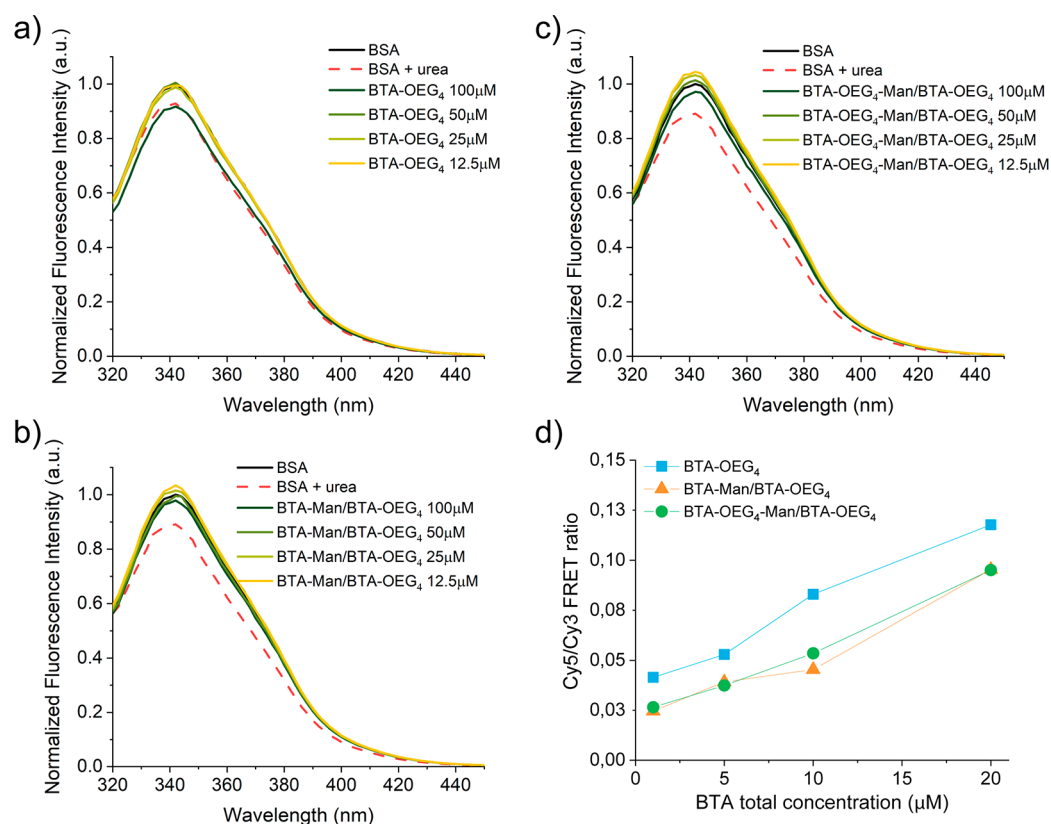 a)
Normalized Fluorescence Intensity (a.u.)
1.0
0.8
0.6
0.4
0.2
0.0
320 340 360 380 400 420 440
Wavelength (nm)
BSA
BSA + urea
BTA-OEG₄ 100μM
BTA-OEG₄ 50μM
BTA-OEG₄ 25μM
BTA-OEG₄ 12.5μM
c)
Normalized Fluorescence Intensity (a.u.)
1.0
0.8
0.6
0.4
0.2
0.0
320 340 360 380 400 420 440
Wavelength (nm)
BSA
BSA + urea
BTA-OEG₄-Man/BTA-OEG₄ 100μM
BTA-OEG₄-Man/BTA-OEG₄ 50μM
BTA-OEG₄-Man/BTA-OEG₄ 25μM
BTA-OEG₄-Man/BTA-OEG₄ 12.5μM
b)
Normalized Fluorescence Intensity (a.u.)
1.0
0.8
0.6
0.4
0.2
0.0
320 340 360 380 400 420 440
Wavelength (nm)
BSA
BSA + urea
BTA-Man/BTA-OEG₄ 100μM
BTA-Man/BTA-OEG₄ 50μM
BTA-Man/BTA-OEG₄ 25μM
BTA-Man/BTA-OEG₄ 12.5μM
d)
Cy5/Cy3 FRET ratio
0,15
0,13
0,10
0,08
0,05
0,03
0,00
0 5 10 15 20
BTA total concentration (μM)
BTA-OEG₄
BTA-Man/BTA-OEG₄
BTA-OEG₄-Man/BTA-OEG₄